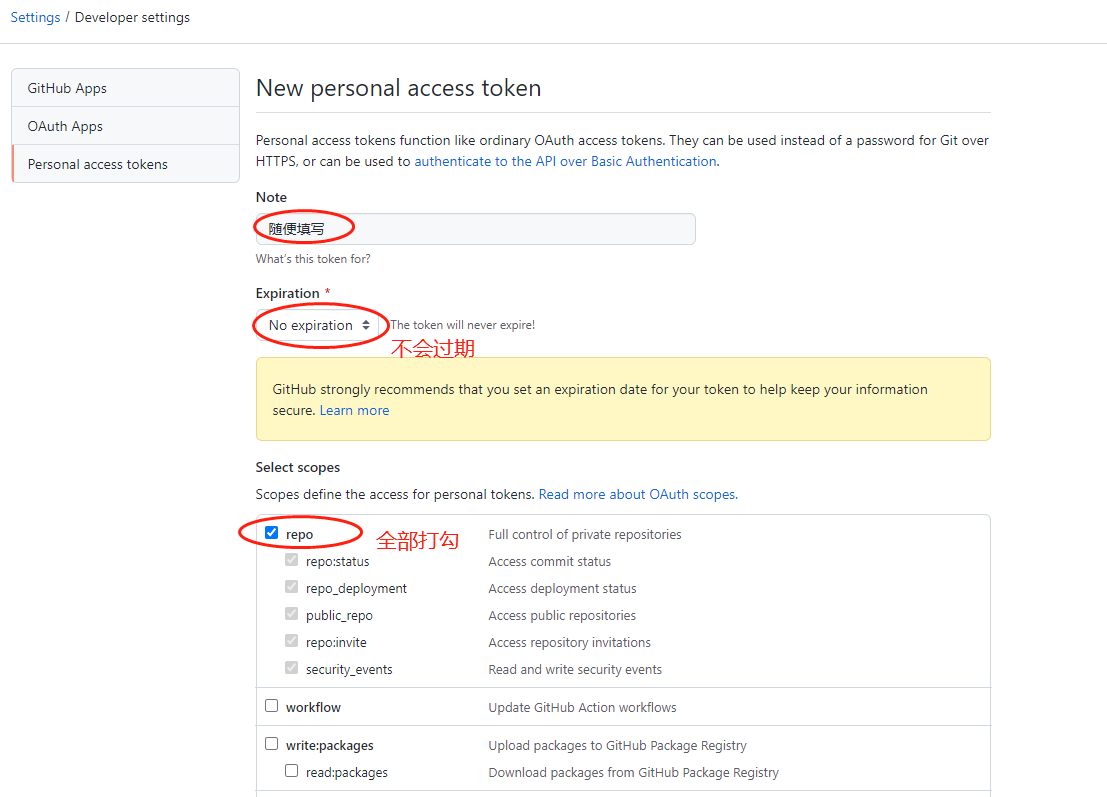 Settings / Developer settings
GitHub Apps
OAuth Apps
Personal access tokens
New personal access token
Personal access tokens function like ordinary OAuth access tokens. They can be used instead of a password for Git over
HTTPS, or can be used to authenticate to the API over Basic Authentication.
Note
随便填写
What's this token for?
Expiration *
No expiration The token will never expire!
不会过期
GitHub strongly recommends that you set an expiration date for your token to help keep your information
secure. Learn more
Select scopes
Scopes define the access for personal tokens. Read more about OAuth scopes.
repo 全部打勾 Full control of private repositories
repo:status Access commit status
repo_deployment Access deployment status
public_repo Access public repositories
repo:invite Access repository invitations
security_events Read and write security events
workflow Update GitHub Action workflows
write:packages Upload packages to GitHub Package Registry
read:packages Download packages from GitHub Package Registry